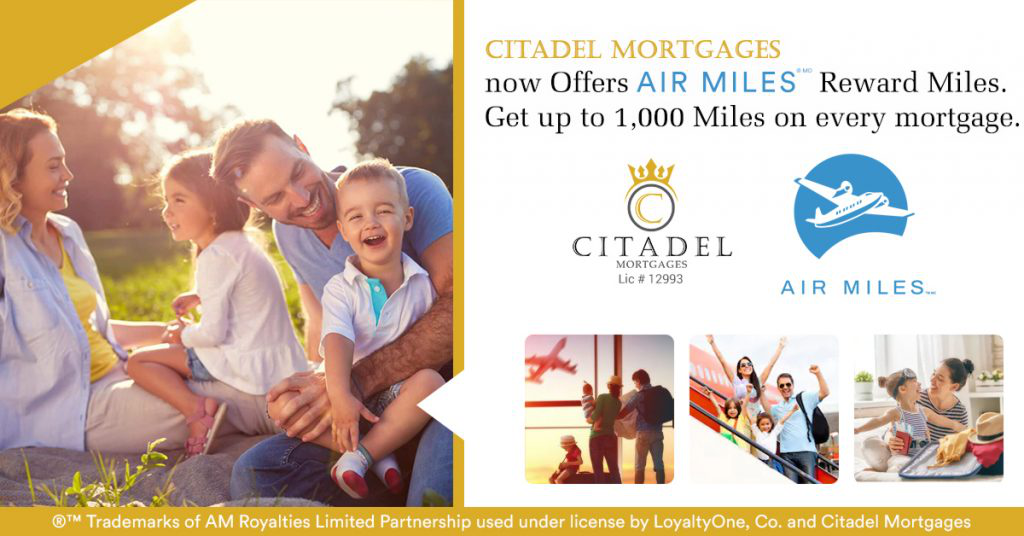 CITADEL MORTGAGES
now Offers AIR MILES®MD Reward Miles.
Get up to 1,000 Miles on every mortgage.
C
CITADEL
MORTGAGES
Lic # 12993
AIR MILES
®™ Trademarks of AM Royalties Limited Partnership used under license by LoyaltyOne, Co. and Citadel Mortgages